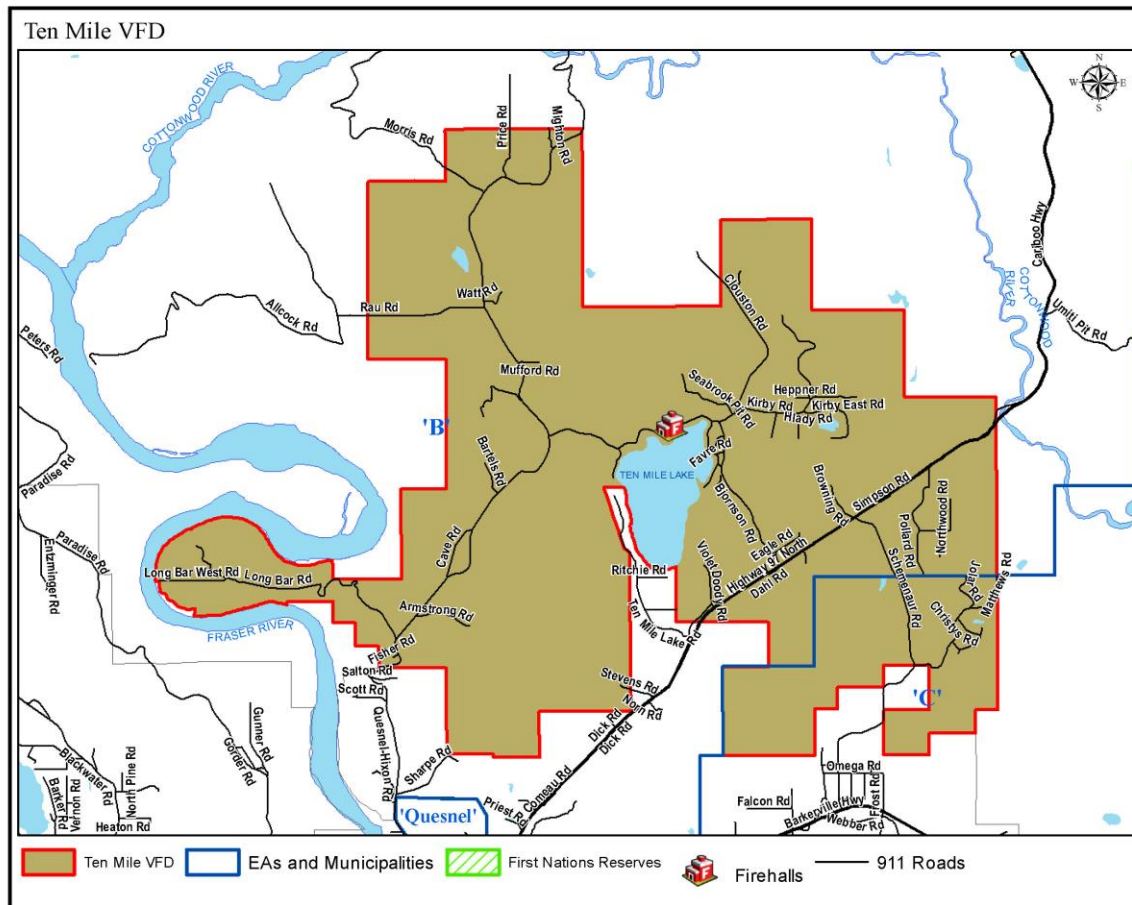 Ten Mile VFD
N
W
E
S
COTTONWOOD RIVER
Morris Rd
Price Rd
Mighton Rd
Cariboo Hwy
COTTONWOOD
RIVER
Umiti Pit Rd
Clouston Rd
Watt Rd
Rau Rd
Allcock Rd
Peters Rd
Mufford Rd
Seabrook Pit Rd
Heppner Rd
Kirby Rd
Kirby East Rd
Hlady Rd
'B'
F
Favre Rd
TEN MILE LAKE
Bartels Rd
Paradise Rd
Browning Rd
Simpson Rd
Bjornson Rd
Pollard Rd
Northwood Rd
Entzminger Rd
Paradise Rd
Cave Rd
Eagle Rd
Violet Doody Rd
Highway 97 North
Dahl Rd
Schemenaur Rd
Long Bar West Rd
Long Bar Rd
Ritchie Rd
Jofar Rd
Matthews Rd
Armstrong Rd
Ten Mile Lake Rd
Christys Rd
FRASER RIVER
Fisher Rd
Salton Rd
Scott Rd
Stevens Rd
Norn Rd
'C'
Quesnel-Hixon Rd
Dick Rd
Dick Rd
Gunner Rd
Gorder Rd
Sharpe Rd
Comeau Rd
Omega Rd
Frost Rd
Blackwater Rd
North Pine Rd
Barker Rd
Vernon Rd
Heaton Rd
'Quesnel'
Priest Rd
Falcon Rd
Barkerville Hwy
Webber Rd
Ten Mile VFD
EAs and Municipalities
First Nations Reserves
F
Firehalls
911 Roads